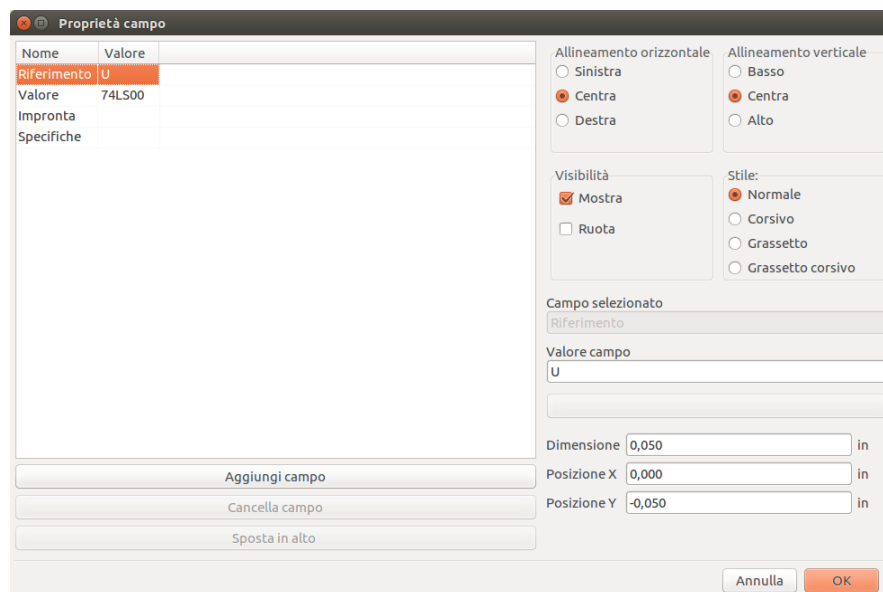 Proprietà campo
Nome Valore
Riferimento U
Valore 74LS00
Impronta
Specifiche
Aggiungi campo
Cancella campo
Sposta in alto
Allineamento orizzontale
Sinistra
Centra
Destra
Allineamento verticale
Basso
Centra
Alto
Visibilità
Mostra
Ruota
Stile:
Normale
Corsivo
Grassetto
Grassetto corsivo
Campo selezionato
Riferimento
Valore campo
U
Dimensione 0,050 in
Posizione X 0,000 in
Posizione Y -0,050 in
Annulla OK